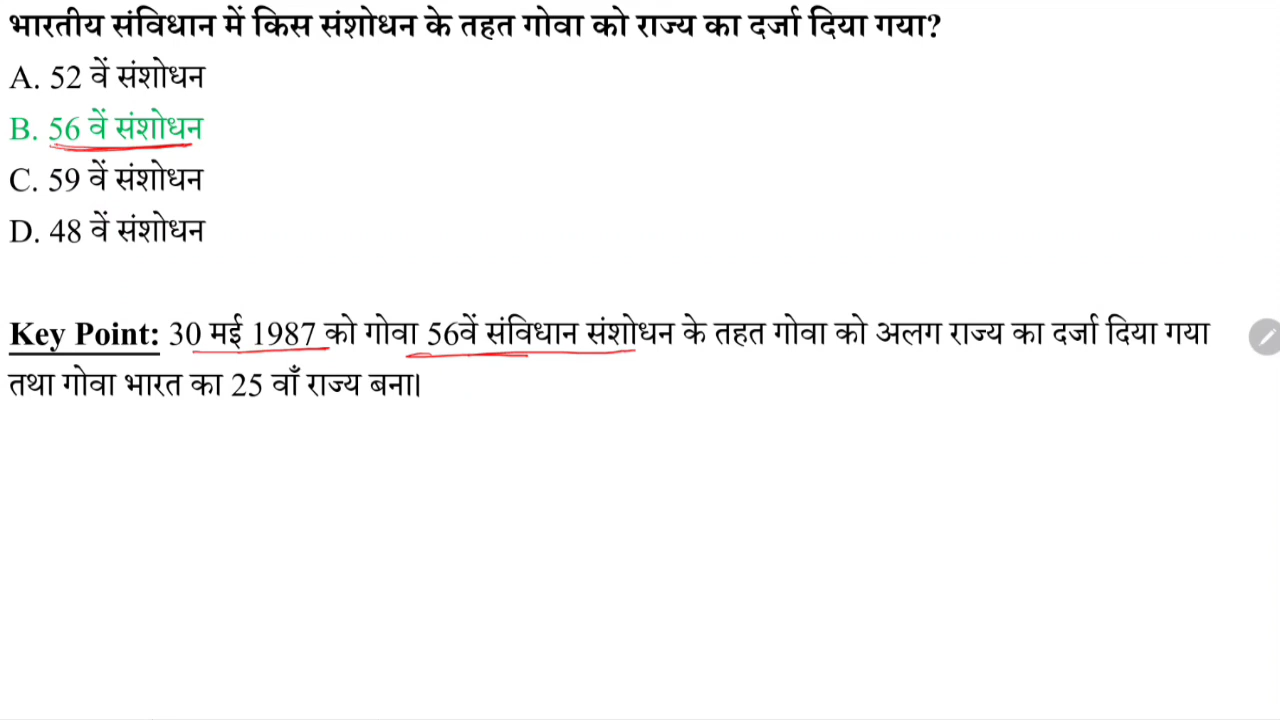 भारतीय संविधान में किस संशोधन के तहत गोवा को राज्य का दर्जा दिया गया?
A. 52 वें संशोधन
B. 56 वें संशोधन
C. 59 वें संशोधन
D. 48 वें संशोधन
Key Point: 30 मई 1987 को गोवा 56वें संविधान संशोधन के तहत गोवा को अलग राज्य का दर्जा दिया गया
तथा गोवा भारत का 25 वाँ राज्य बना।